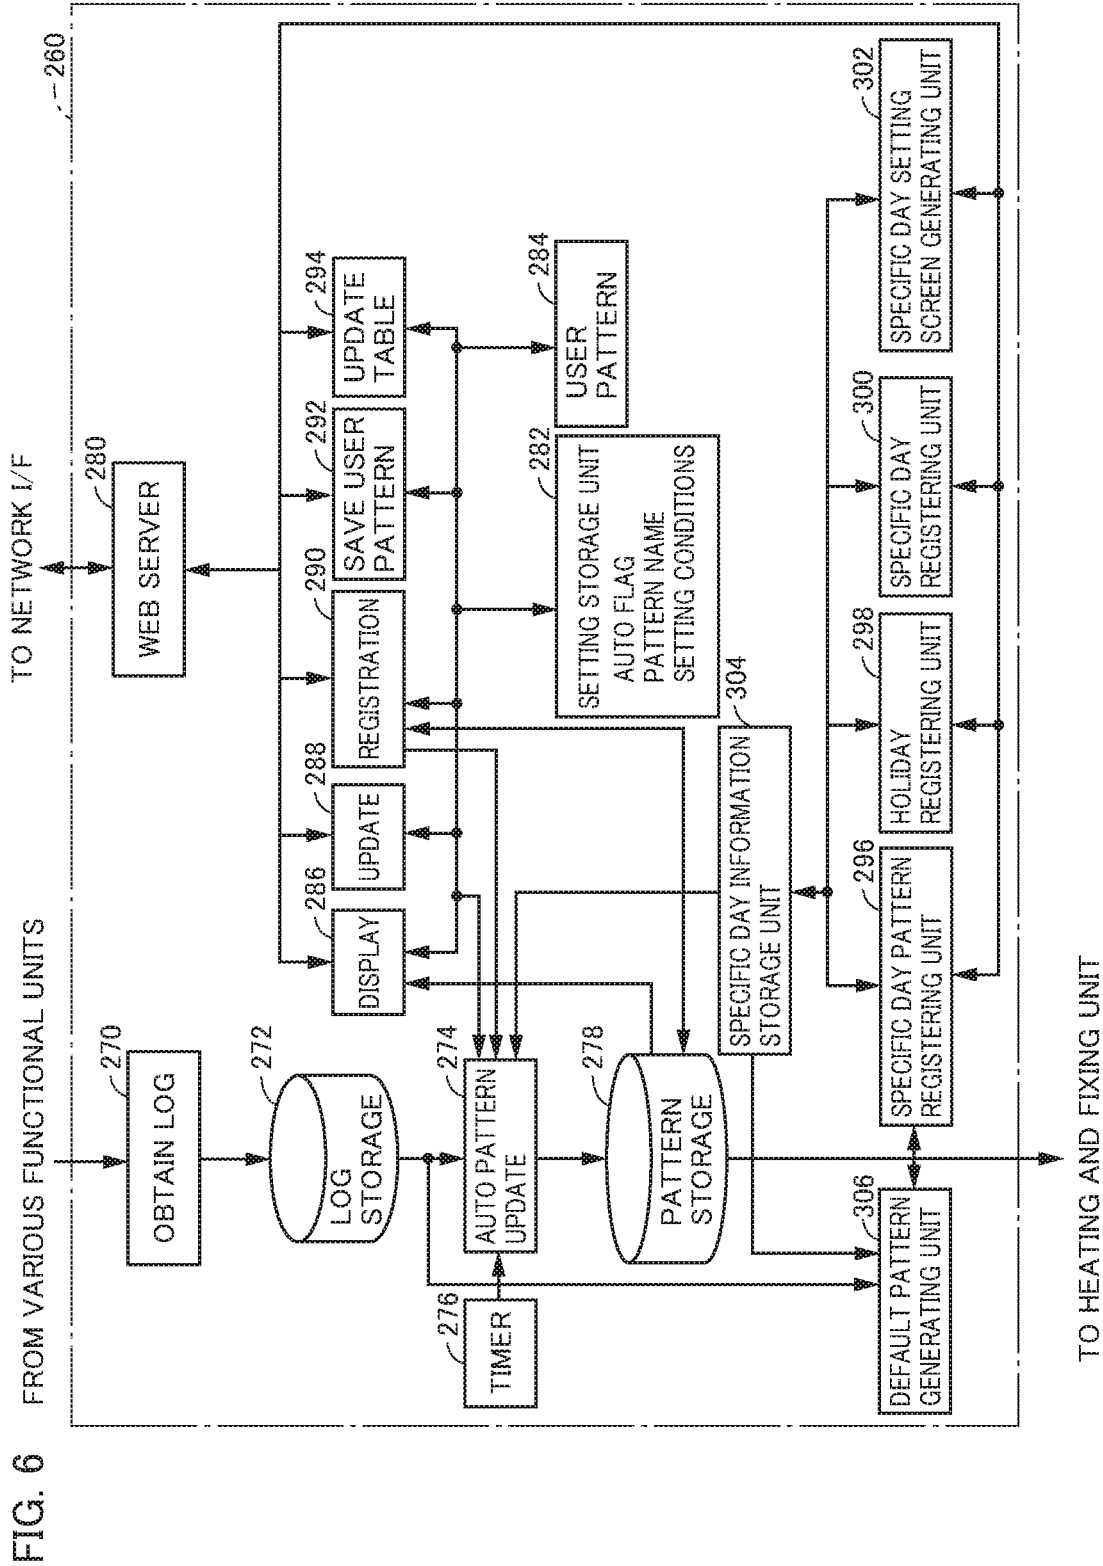 FIG. 6
FROM VARIOUS FUNCTIONAL UNITS
TO NETWORK I/F
260
270
OBTAIN LOG
280
WEB SERVER
272
LOG
STORAGE
286
DISPLAY
288
UPDATE
290
REGISTRATION
292
SAVE USER
PATTERN
294
UPDATE
TABLE
276
TIMER
274
AUTO PATTERN
UPDATE
282
SETTING STORAGE UNIT
AUTO FLAG
PATTERN NAME
SETTING CONDITIONS
284
USER
PATTERN
278
PATTERN
STORAGE
304
SPECIFIC DAY INFORMATION
STORAGE UNIT
306
DEFAULT PATTERN
GENERATING UNIT
296
SPECIFIC DAY PATTERN
REGISTERING UNIT
298
HOLIDAY
REGISTERING UNIT
300
SPECIFIC DAY
REGISTERING UNIT
302
SPECIFIC DAY SETTING
SCREEN GENERATING UNIT
TO HEATING AND FIXING UNIT